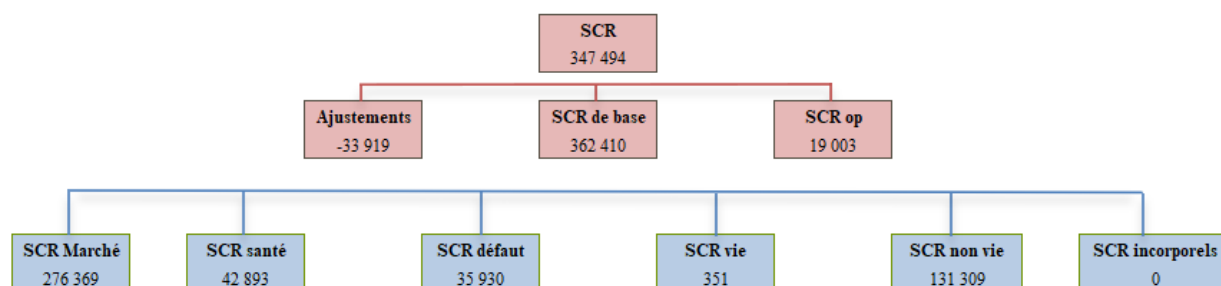 SCR
347 494
Ajustements
-33 919
SCR de base
362 410
SCR op
19 003
SCR Marché
276 369
SCR santé
42 893
SCR défaut
35 930
SCR vie
351
SCR non vie
131 309
SCR incorporels
0